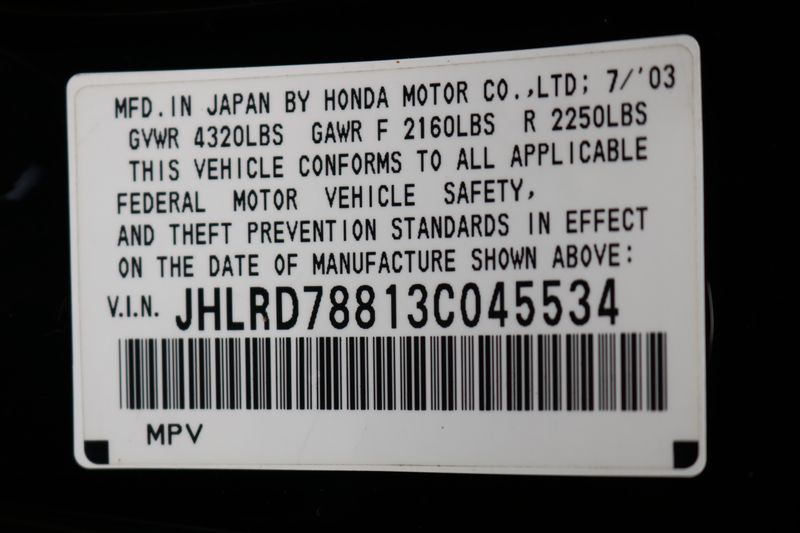 MFD. IN JAPAN BY HONDA MOTOR CO.,LTD; 7/'03
GVWR 4320LBS GAWR F 2160LBS R 2250LBS
THIS VEHICLE CONFORMS TO ALL APPLICABLE
FEDERAL MOTOR VEHICLE SAFETY,
AND THEFT PREVENTION STANDARDS IN EFFECT
ON THE DATE OF MANUFACTURE SHOWN ABOVE:
V.I.N. JHLRD78813C045534
MPV